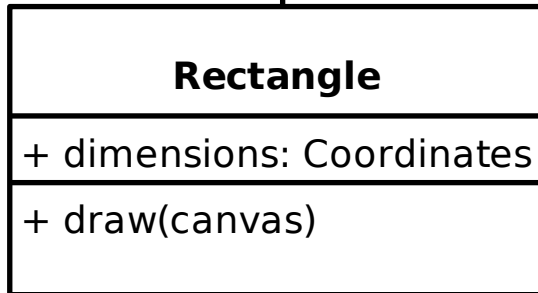 Rectangle
+ dimensions: Coordinates
+ draw(canvas)